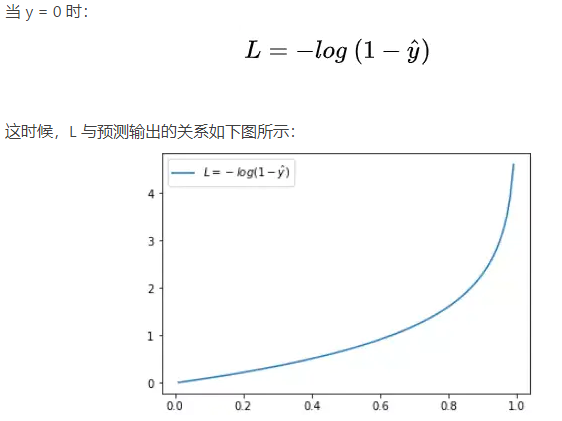 当 y = 0 时：
L = −log (1 − ŷ)
这时候，L 与预测输出的关系如下图所示：
L = − log(1 − ŷ)
4
3
2
1
0
0.0 0.2 0.4 0.6 0.8 1.0